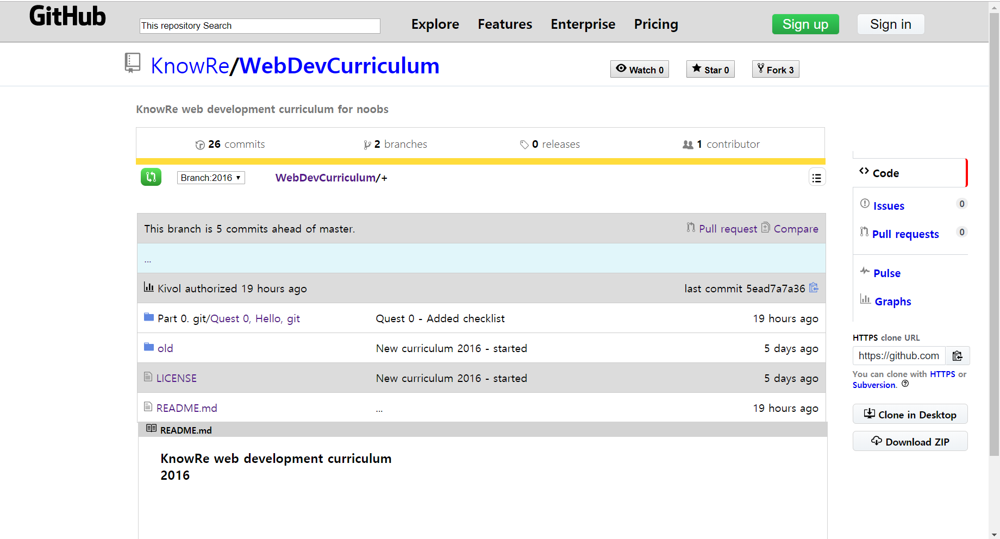 GitHub
This repository Search
Explore Features Enterprise Pricing
Sign up Sign in
KnowRe/WebDevCurriculum
Watch 0 Star 0 Fork 3
KnowRe web development curriculum for noobs
26 commits 2 branches 0 releases 1 contributor
Branch:2016 WebDevCurriculum/+
This branch is 5 commits ahead of master. Pull request Compare
...
Kivol authorized 19 hours ago last commit 5ead7a7a36
Part 0. git/Quest 0, Hello, git Quest 0 - Added checklist 19 hours ago
old New curriculum 2016 - started 5 days ago
LICENSE New curriculum 2016 - started 5 days ago
README.md ... 19 hours ago
README.md
KnowRe web development curriculum
2016
Code
Issues 0
Pull requests 0
Pulse
Graphs
HTTPS clone URL
https://github.com
You can clone with HTTPS or
Subversion.
Clone in Desktop
Download ZIP